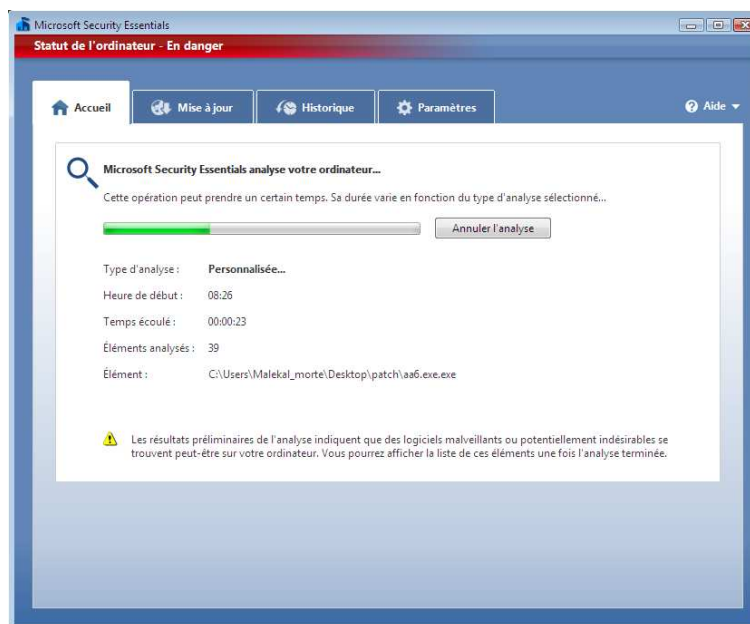 Microsoft Security Essentials
Statut de l'ordinateur - En danger
Accueil
Mise à jour
Historique
Paramètres
Aide
Microsoft Security Essentials analyse votre ordinateur...
Cette opération peut prendre un certain temps. Sa durée varie en fonction du type d'analyse sélectionné...
Annuler l'analyse
Type d'analyse : Personnalisée...
Heure de début : 08:26
Temps écoulé : 00:00:23
Éléments analysés : 39
Élément : C:\Users\Malekal_morte\Desktop\patch\aa6.exe.exe
Les résultats préliminaires de l'analyse indiquent que des logiciels malveillants ou potentiellement indésirables se
trouvent peut-être sur votre ordinateur. Vous pourrez afficher la liste de ces éléments une fois l'analyse terminée.